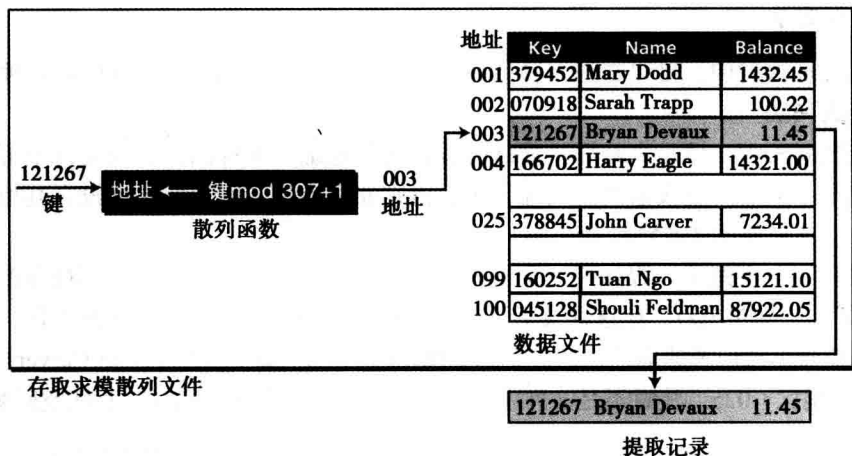 地址
Key Name Balance
001 379452 Mary Dodd 1432.45
002 070918 Sarah Trapp 100.22
003 121267 Bryan Devaux 11.45
004 166702 Harry Eagle 14321.00
025 378845 John Carver 7234.01
099 160252 Tuan Ngo 15121.10
100 045128 Shouli Feldman 87922.05
数据文件
121267
键
地址 ← 键mod 307+1
散列函数
003
地址
存取求模散列文件
121267 Bryan Devaux 11.45
提取记录